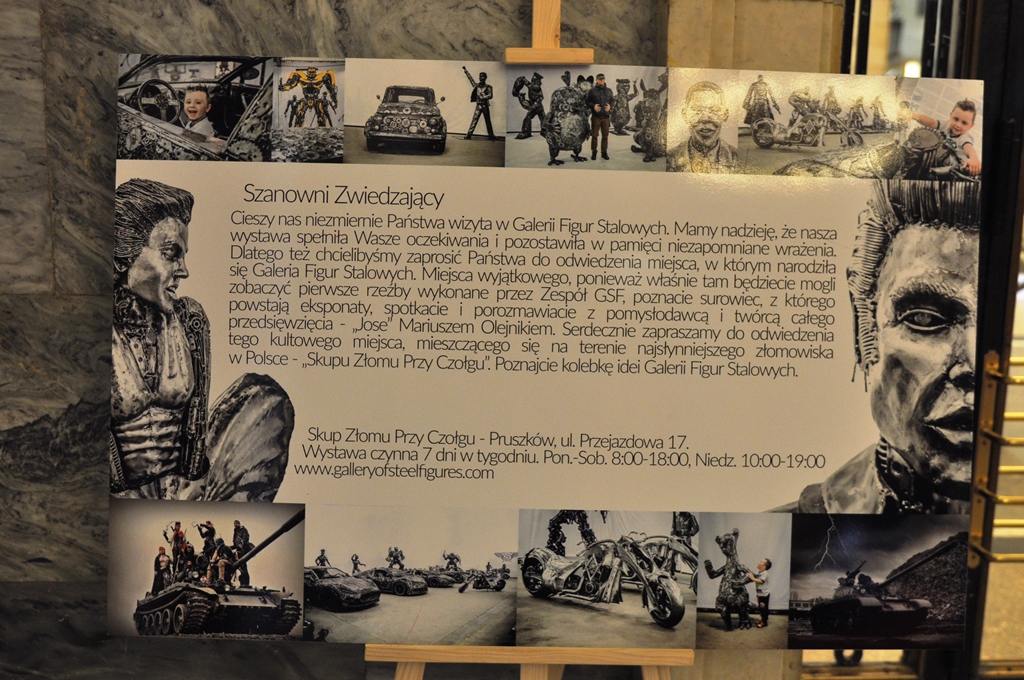 Szanowni Zwiedzający
Cieszy nas niezmiernie Państwa wizyta w Galerii Figur Stalowych. Mamy nadzieję, że nasza
wystawa spełniła Wasze oczekiwania i pozostawiła w pamięci niezapomniane wrażenia.
Dlatego też chcielibyśmy zaprosić Państwa do odwiedzenia miejsca, w którym narodziła
się Galeria Figur Stalowych. Miejsca wyjątkowego, ponieważ właśnie tam będziecie mogli
zobaczyć pierwsze rzeźby wykonane przez Zespół GSF, poznacie surowiec, z którego
powstają eksponaty, spotkacie i porozmawiacie z pomysłodawcą i twórcą całego
przedsięwzięcia - „Jose” Mariuszem Olejnikiem. Serdecznie zapraszamy do odwiedzenia
tego kultowego miejsca, mieszczącego się na terenie najsłynniejszego złomowiska
w Polsce - „Skupu Złomu Przy Czołgu”. Poznajcie kolebkę idei Galerii Figur Stalowych.
Skup Złomu Przy Czołgu - Pruszków, ul. Przejazdowa 17.
Wystawa czynna 7 dni w tygodniu. Pon.-Sob. 8:00-18:00, Niedz. 10:00-19:00
www.galleryofsteelfigures.com